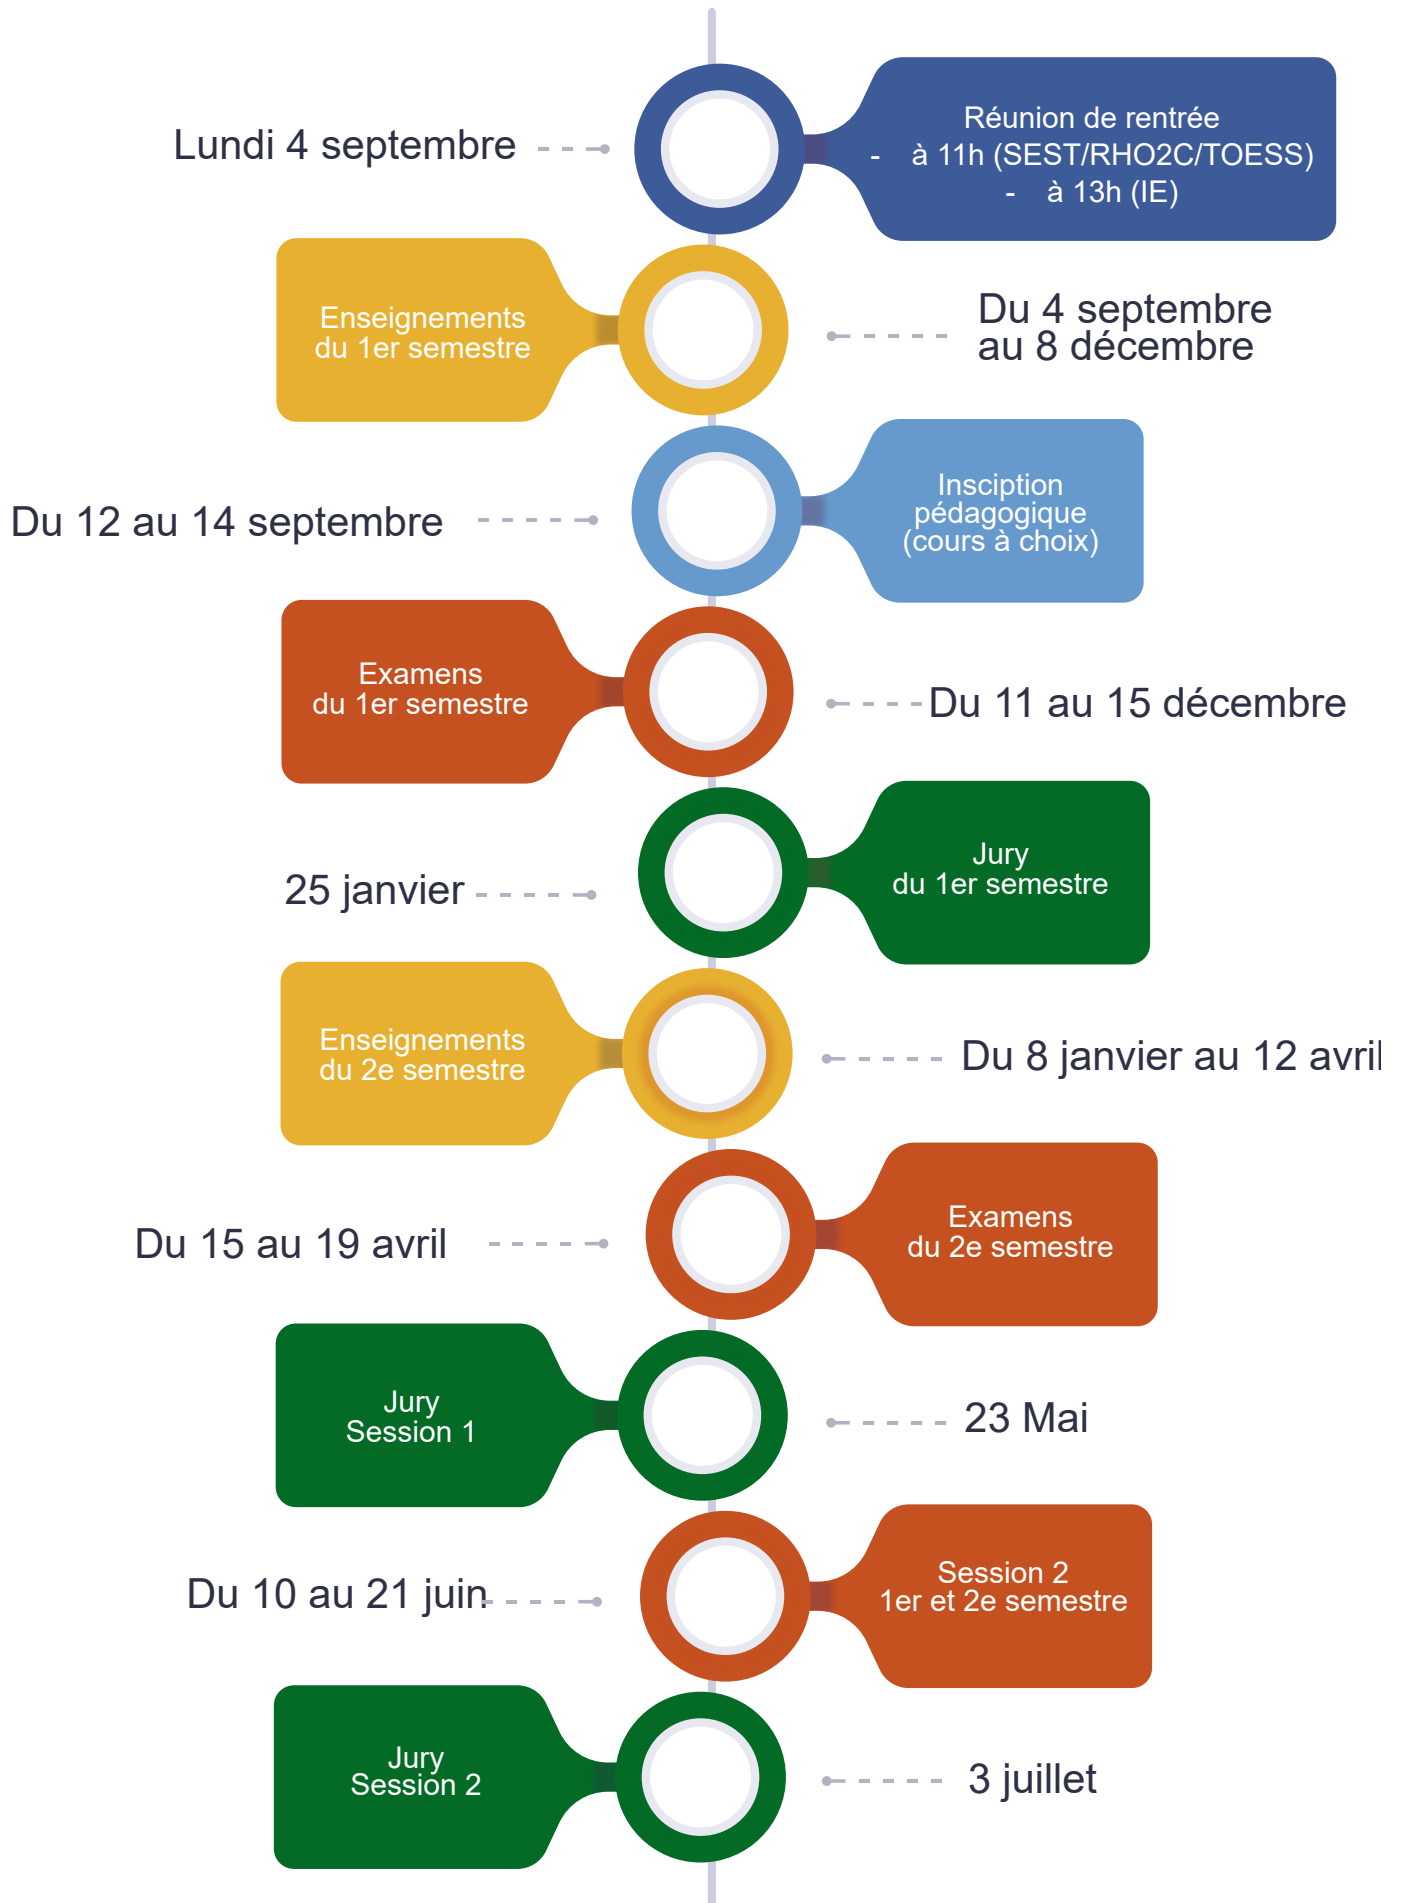 Lundi 4 septembre
Réunion de rentrée
- à 11h (SEST/RHO2C/TOESS)
- à 13h (IE)
Enseignements
du 1er semestre
Du 4 septembre
au 8 décembre
Du 12 au 14 septembre
Insciption
pédagogique
(cours à choix)
Examens
du 1er semestre
Du 11 au 15 décembre
25 janvier
Jury
du 1er semestre
Enseignements
du 2e semestre
Du 8 janvier au 12 avril
Du 15 au 19 avril
Examens
du 2e semestre
Jury
Session 1
23 Mai
Du 10 au 21 juin
Session 2
1er et 2e semestre
Jury
Session 2
3 juillet